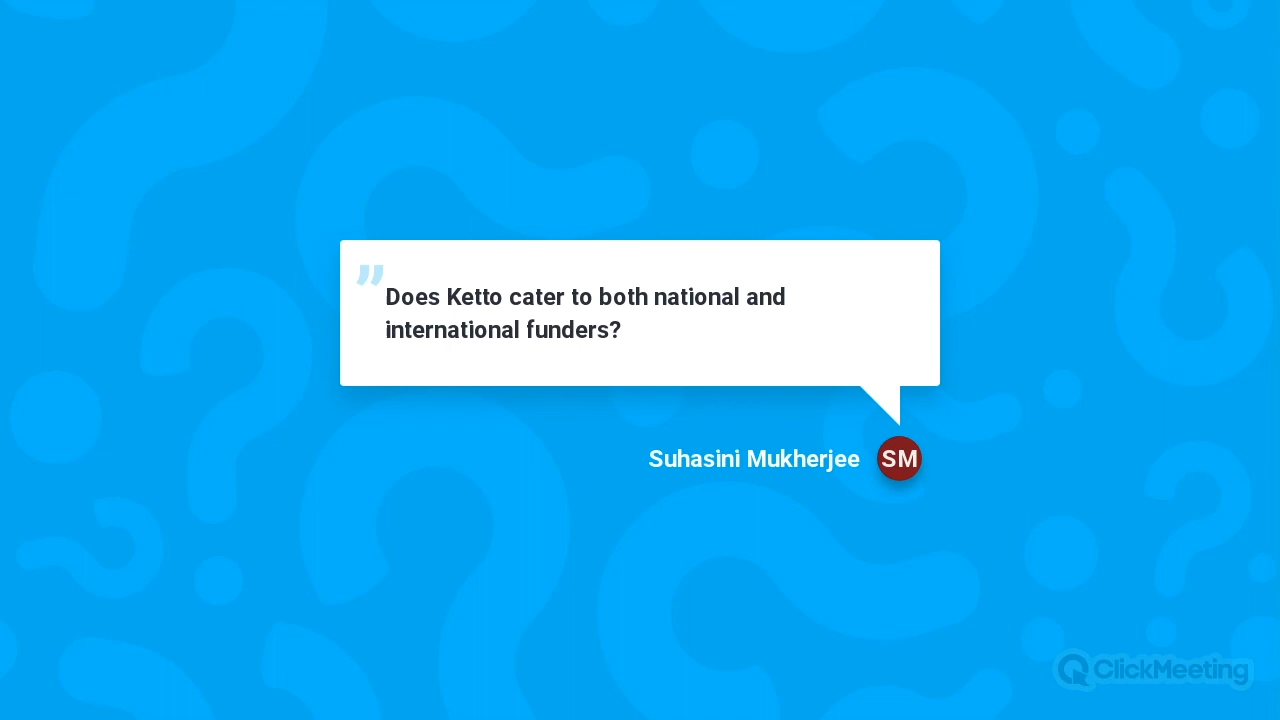 ”
Does Ketto cater to both national and
international funders?
Suhasini Mukherjee
SM
ClickMeeting